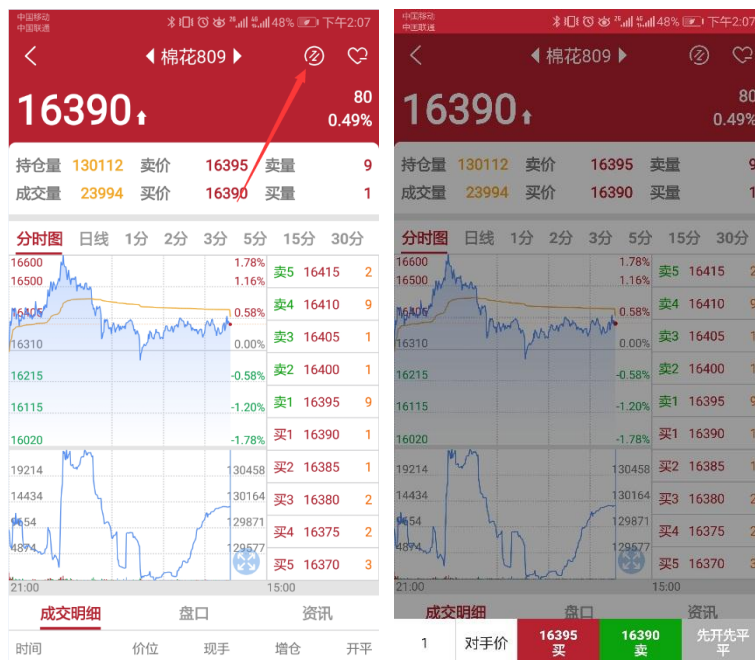 中国移动
中国联通
48%
下午2:07
棉花809
16390
80
0.49%
持仓量 130112 卖价 16395 卖量 9
成交量 23994 买价 16390 买量 1
分时图 日线 1分 2分 3分 5分 15分 30分
16600 1.78%
16500 1.16%
0.58%
16310 0.00%
16215 -0.58%
16115 -1.20%
16020 -1.78%
卖5 16415 2
卖4 16410 9
卖3 16405 1
卖2 16400 1
卖1 16395 9
买1 16390 1
买2 16385 1
买3 16380 2
买4 16375 2
买5 16370 3
19214 130458
14434 130164
9654 129871
4874 129577
21:00 15:00
成交明细 盘口 资讯
时间 价位 现手 增仓 开平
中国移动
中国联通
48%
下午2:07
棉花809
16390
80
0.49%
持仓量 130112 卖价 16395 卖量 9
成交量 23994 买价 16390 买量 1
分时图 日线 1分 2分 3分 5分 15分 30分
16600 1.78%
16500 1.16%
0.58%
16310 0.00%
16215 -0.58%
16115 -1.20%
16020 -1.78%
卖5 16415 2
卖4 16410 9
卖3 16405 1
卖2 16400 1
卖1 16395 9
买1 16390 1
买2 16385 1
买3 16380 2
买4 16375 2
买5 16370 3
19214 130458
14434 130164
9654 129871
4874 129577
21:00 15:00
成交明细 盘口 资讯
1 对手价
16395
买
16390
卖
先开先平
平